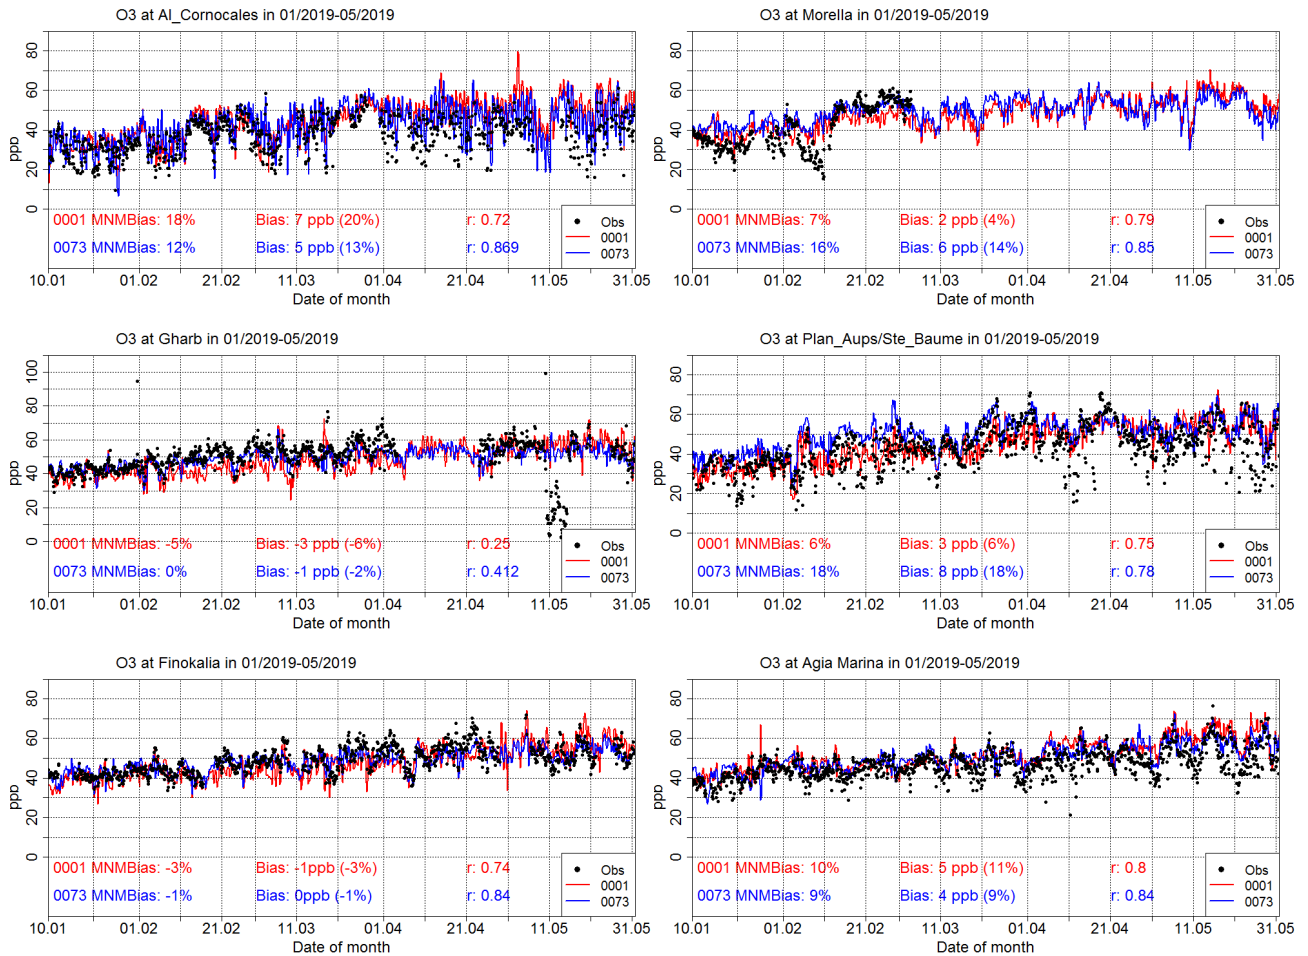 O3 at Al_Cornocales in 01/2019-05/2019
80
60
40
20
0
ppb
0001 MNMBias: 18% Bias: 7 ppb (20%) r: 0.72
0073 MNMBias: 12% Bias: 5 ppb (13%) r: 0.869
Obs
0001
0073
10.01 01.02 21.02 11.03 01.04 21.04 11.05 31.05
Date of month
O3 at Morella in 01/2019-05/2019
80
60
40
20
0
ppb
0001 MNMBias: 7% Bias: 2 ppb (4%) r: 0.79
0073 MNMBias: 16% Bias: 6 ppb (14%) r: 0.85
Obs
0001
0073
10.01 01.02 21.02 11.03 01.04 21.04 11.05 31.05
Date of month
O3 at Gharb in 01/2019-05/2019
100
80
60
40
20
0
ppb
0001 MNMBias: -5% Bias: -3 ppb (-6%) r: 0.25
0073 MNMBias: 0% Bias: -1 ppb (-2%) r: 0.412
Obs
0001
0073
10.01 01.02 21.02 11.03 01.04 21.04 11.05 31.05
Date of month
O3 at Plan_Aups/Ste_Baume in 01/2019-05/2019
80
60
40
20
0
ppb
0001 MNMBias: 6% Bias: 3 ppb (6%) r: 0.75
0073 MNMBias: 18% Bias: 8 ppb (18%) r: 0.78
Obs
0001
0073
10.01 01.02 21.02 11.03 01.04 21.04 11.05 31.05
Date of month
O3 at Finokalia in 01/2019-05/2019
80
60
40
20
0
ppb
0001 MNMBias: -3% Bias: -1ppb (-3%) r: 0.74
0073 MNMBias: -1% Bias: 0ppb (-1%) r: 0.84
Obs
0001
0073
10.01 01.02 21.02 11.03 01.04 21.04 11.05 31.05
Date of month
O3 at Agia Marina in 01/2019-05/2019
80
60
40
20
0
ppb
0001 MNMBias: 10% Bias: 5 ppb (11%) r: 0.8
0073 MNMBias: 9% Bias: 4 ppb (9%) r: 0.84
Obs
0001
0073
10.01 01.02 21.02 11.03 01.04 21.04 11.05 31.05
Date of month